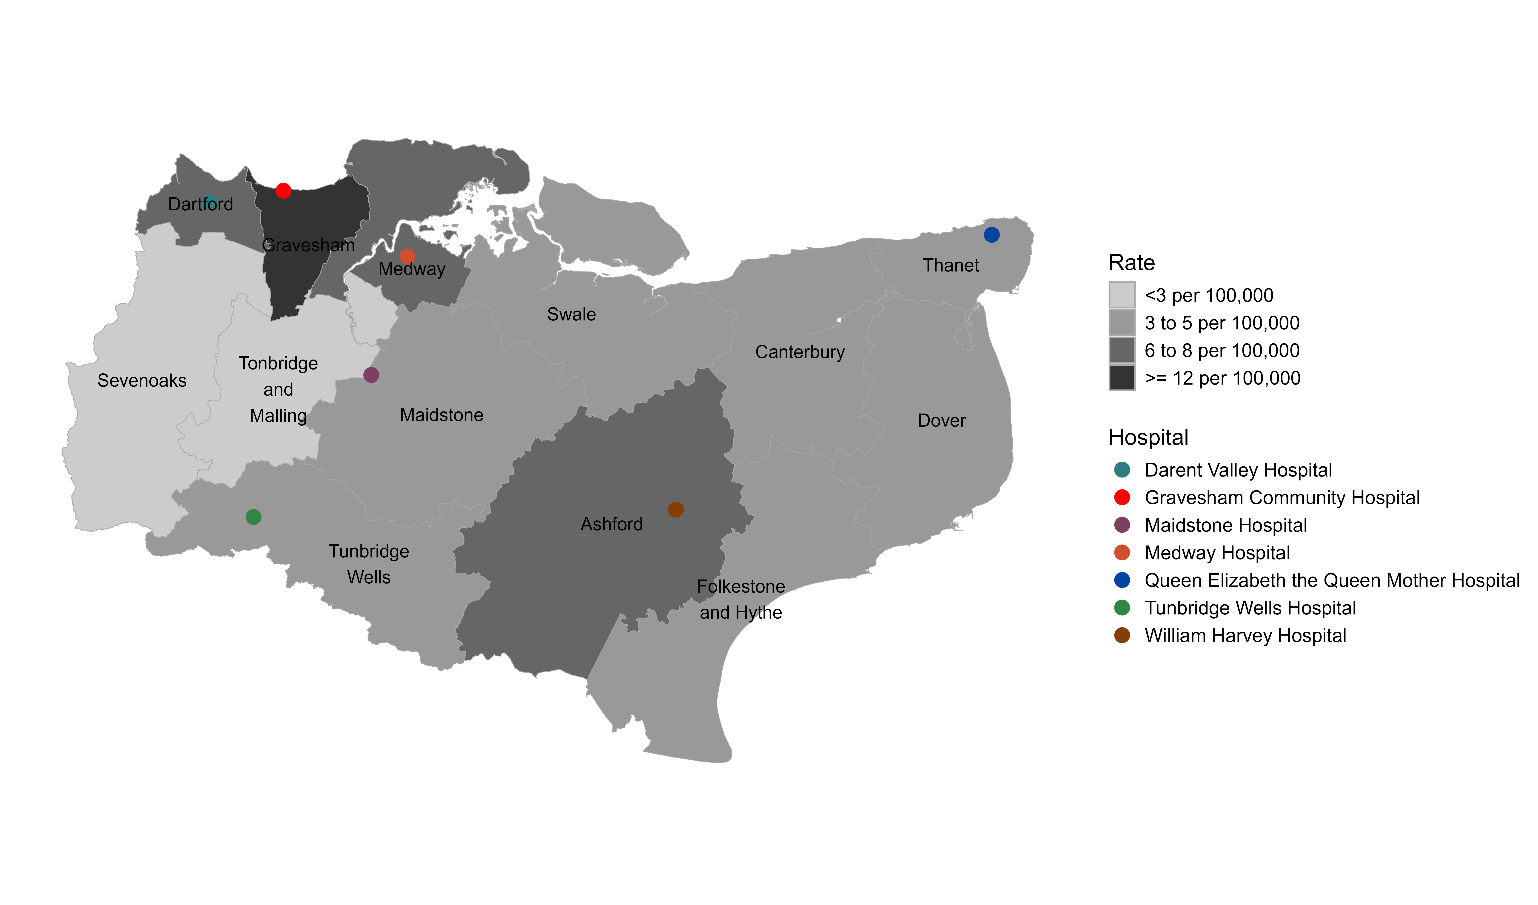 Dartford
Gravesham
Medway
Thanet
Swale
Canterbury
Sevenoaks
Tonbridge
and
Malling
Maidstone
Dover
Ashford
Tunbridge
Wells
Folkestone
and Hythe
Rate
<3 per 100,000
3 to 5 per 100,000
6 to 8 per 100,000
>= 12 per 100,000
Hospital
Darent Valley Hospital
Gravesham Community Hospital
Maidstone Hospital
Medway Hospital
Queen Elizabeth the Queen Mother Hospital
Tunbridge Wells Hospital
William Harvey Hospital